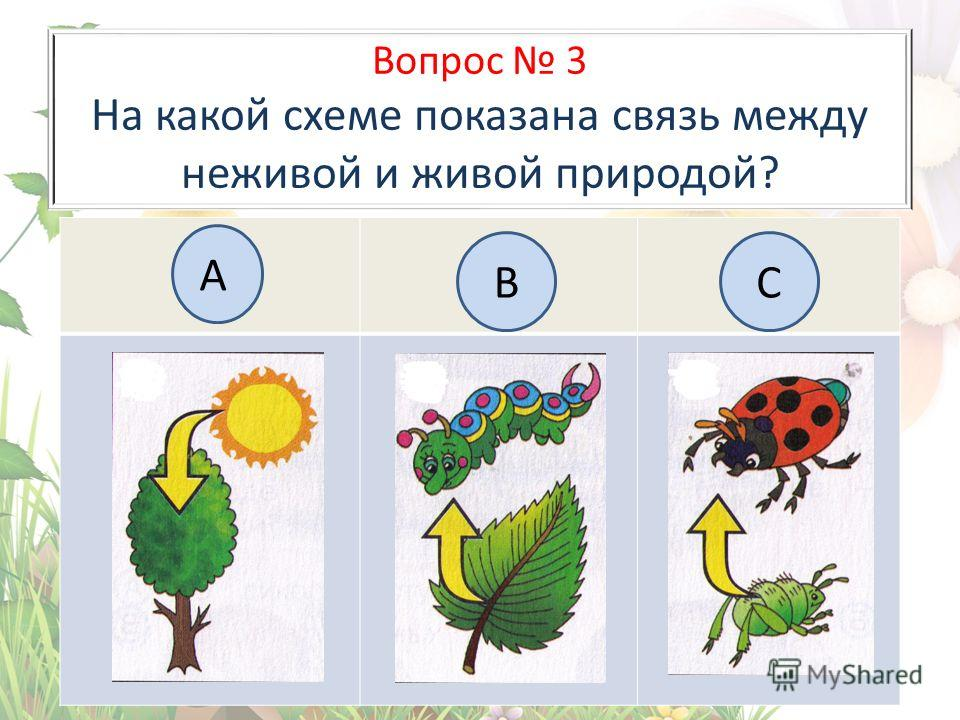 Вопрос № 3
На какой схеме показана связь между
неживой и живой природой?
А
В
С
MyShared